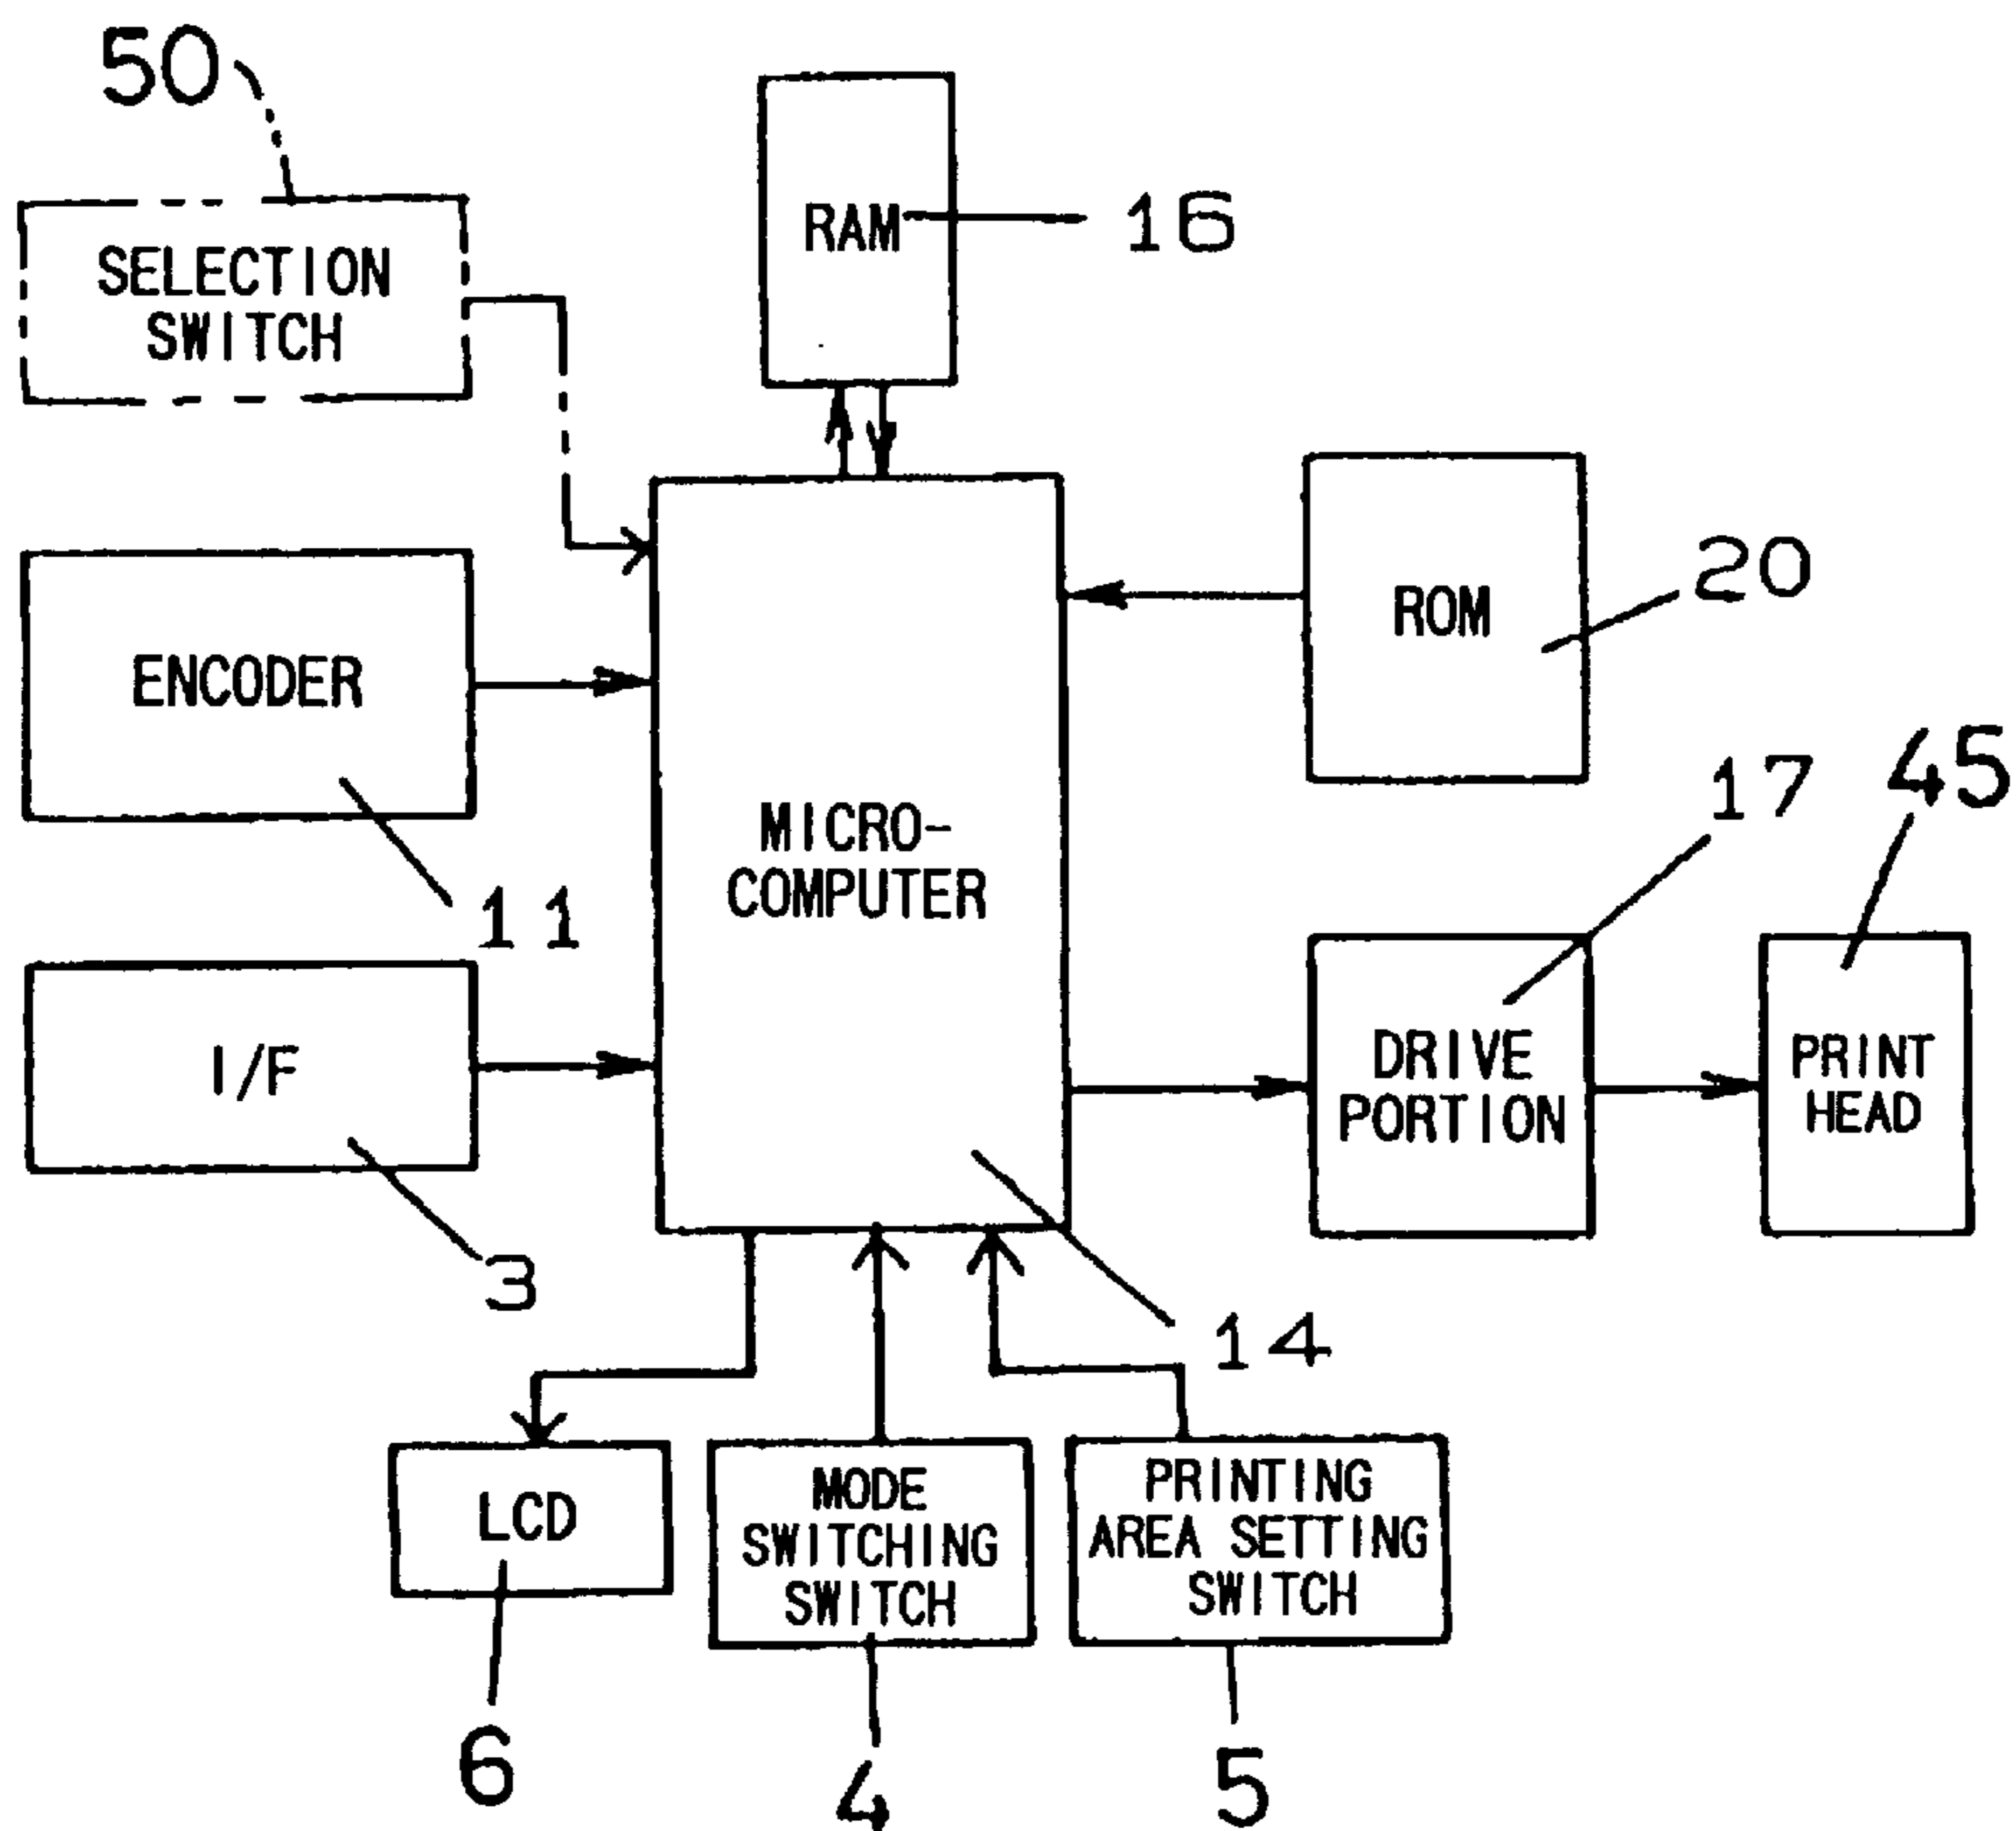 50
SELECTION
SWITCH
RAM
16
ENCODER
11
I/F
3
MICRO-
COMPUTER
14
ROM
20
17
DRIVE
PORTION
45
PRINT
HEAD
LCD
6
MODE
SWITCHING
SWITCH
4
PRINTING
AREA SETTING
SWITCH
5